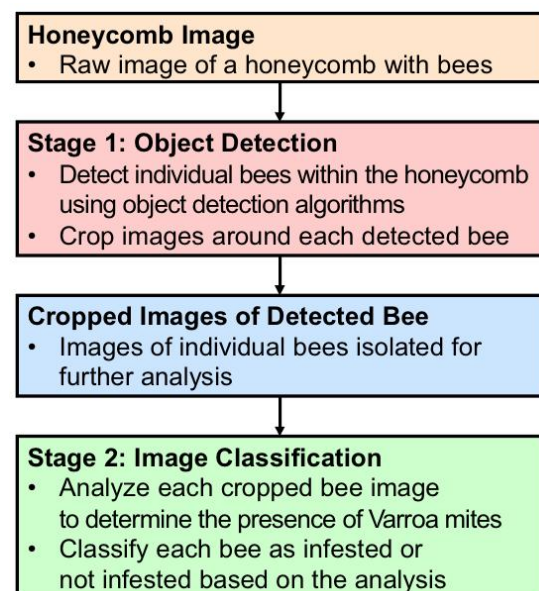 Honeycomb Image
• Raw image of a honeycomb with bees
Stage 1: Object Detection
• Detect individual bees within the honeycomb
using object detection algorithms
• Crop images around each detected bee
Cropped Images of Detected Bee
• Images of individual bees isolated for
further analysis
Stage 2: Image Classification
• Analyze each cropped bee image
to determine the presence of Varroa mites
• Classify each bee as infested or
not infested based on the analysis